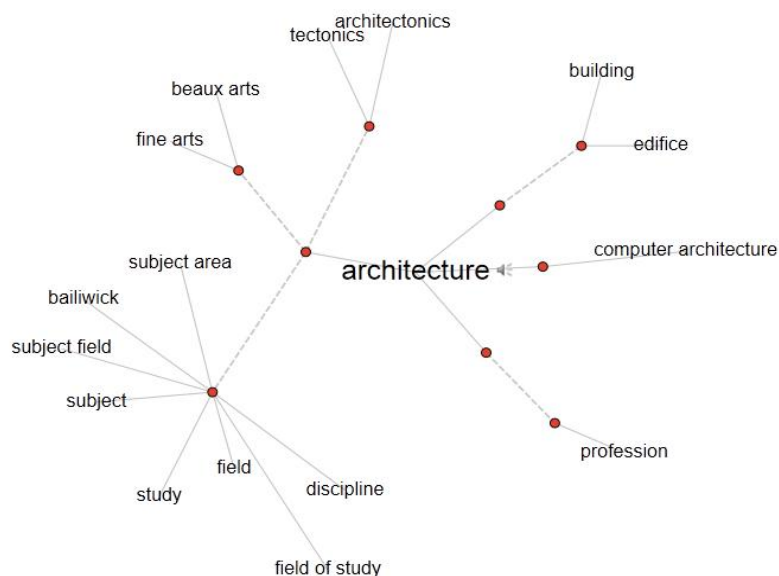 architectonics
tectonics
building
beaux arts
fine arts
edifice
computer architecture
subject area
architecture
bailiwick
subject field
subject
profession
field
discipline
study
field of study